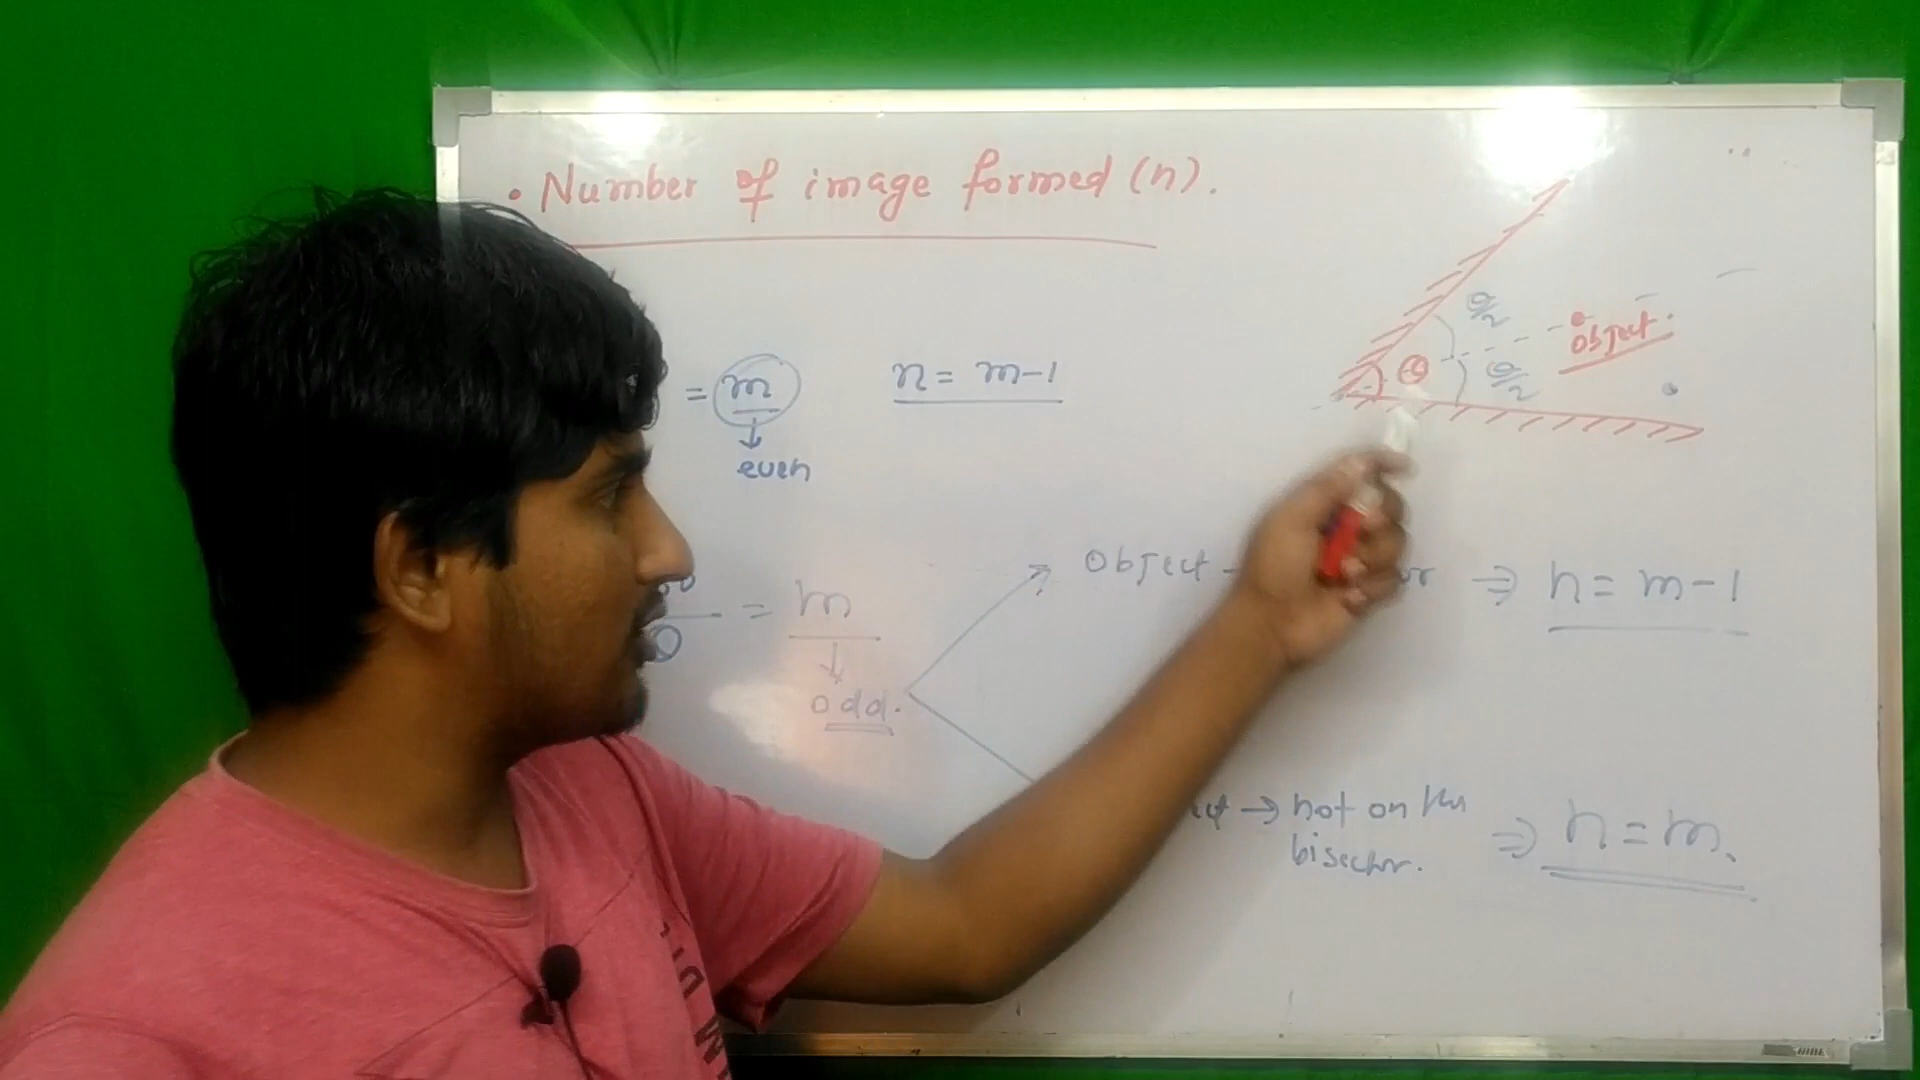 • Number of image formed (n).
θ/2
object
θ
θ/2
= m n = m-1
↓
even
θ = m
↓
odd.
object ⇒ n = m-1
→ not on the
bisector. ⇒ n = m.